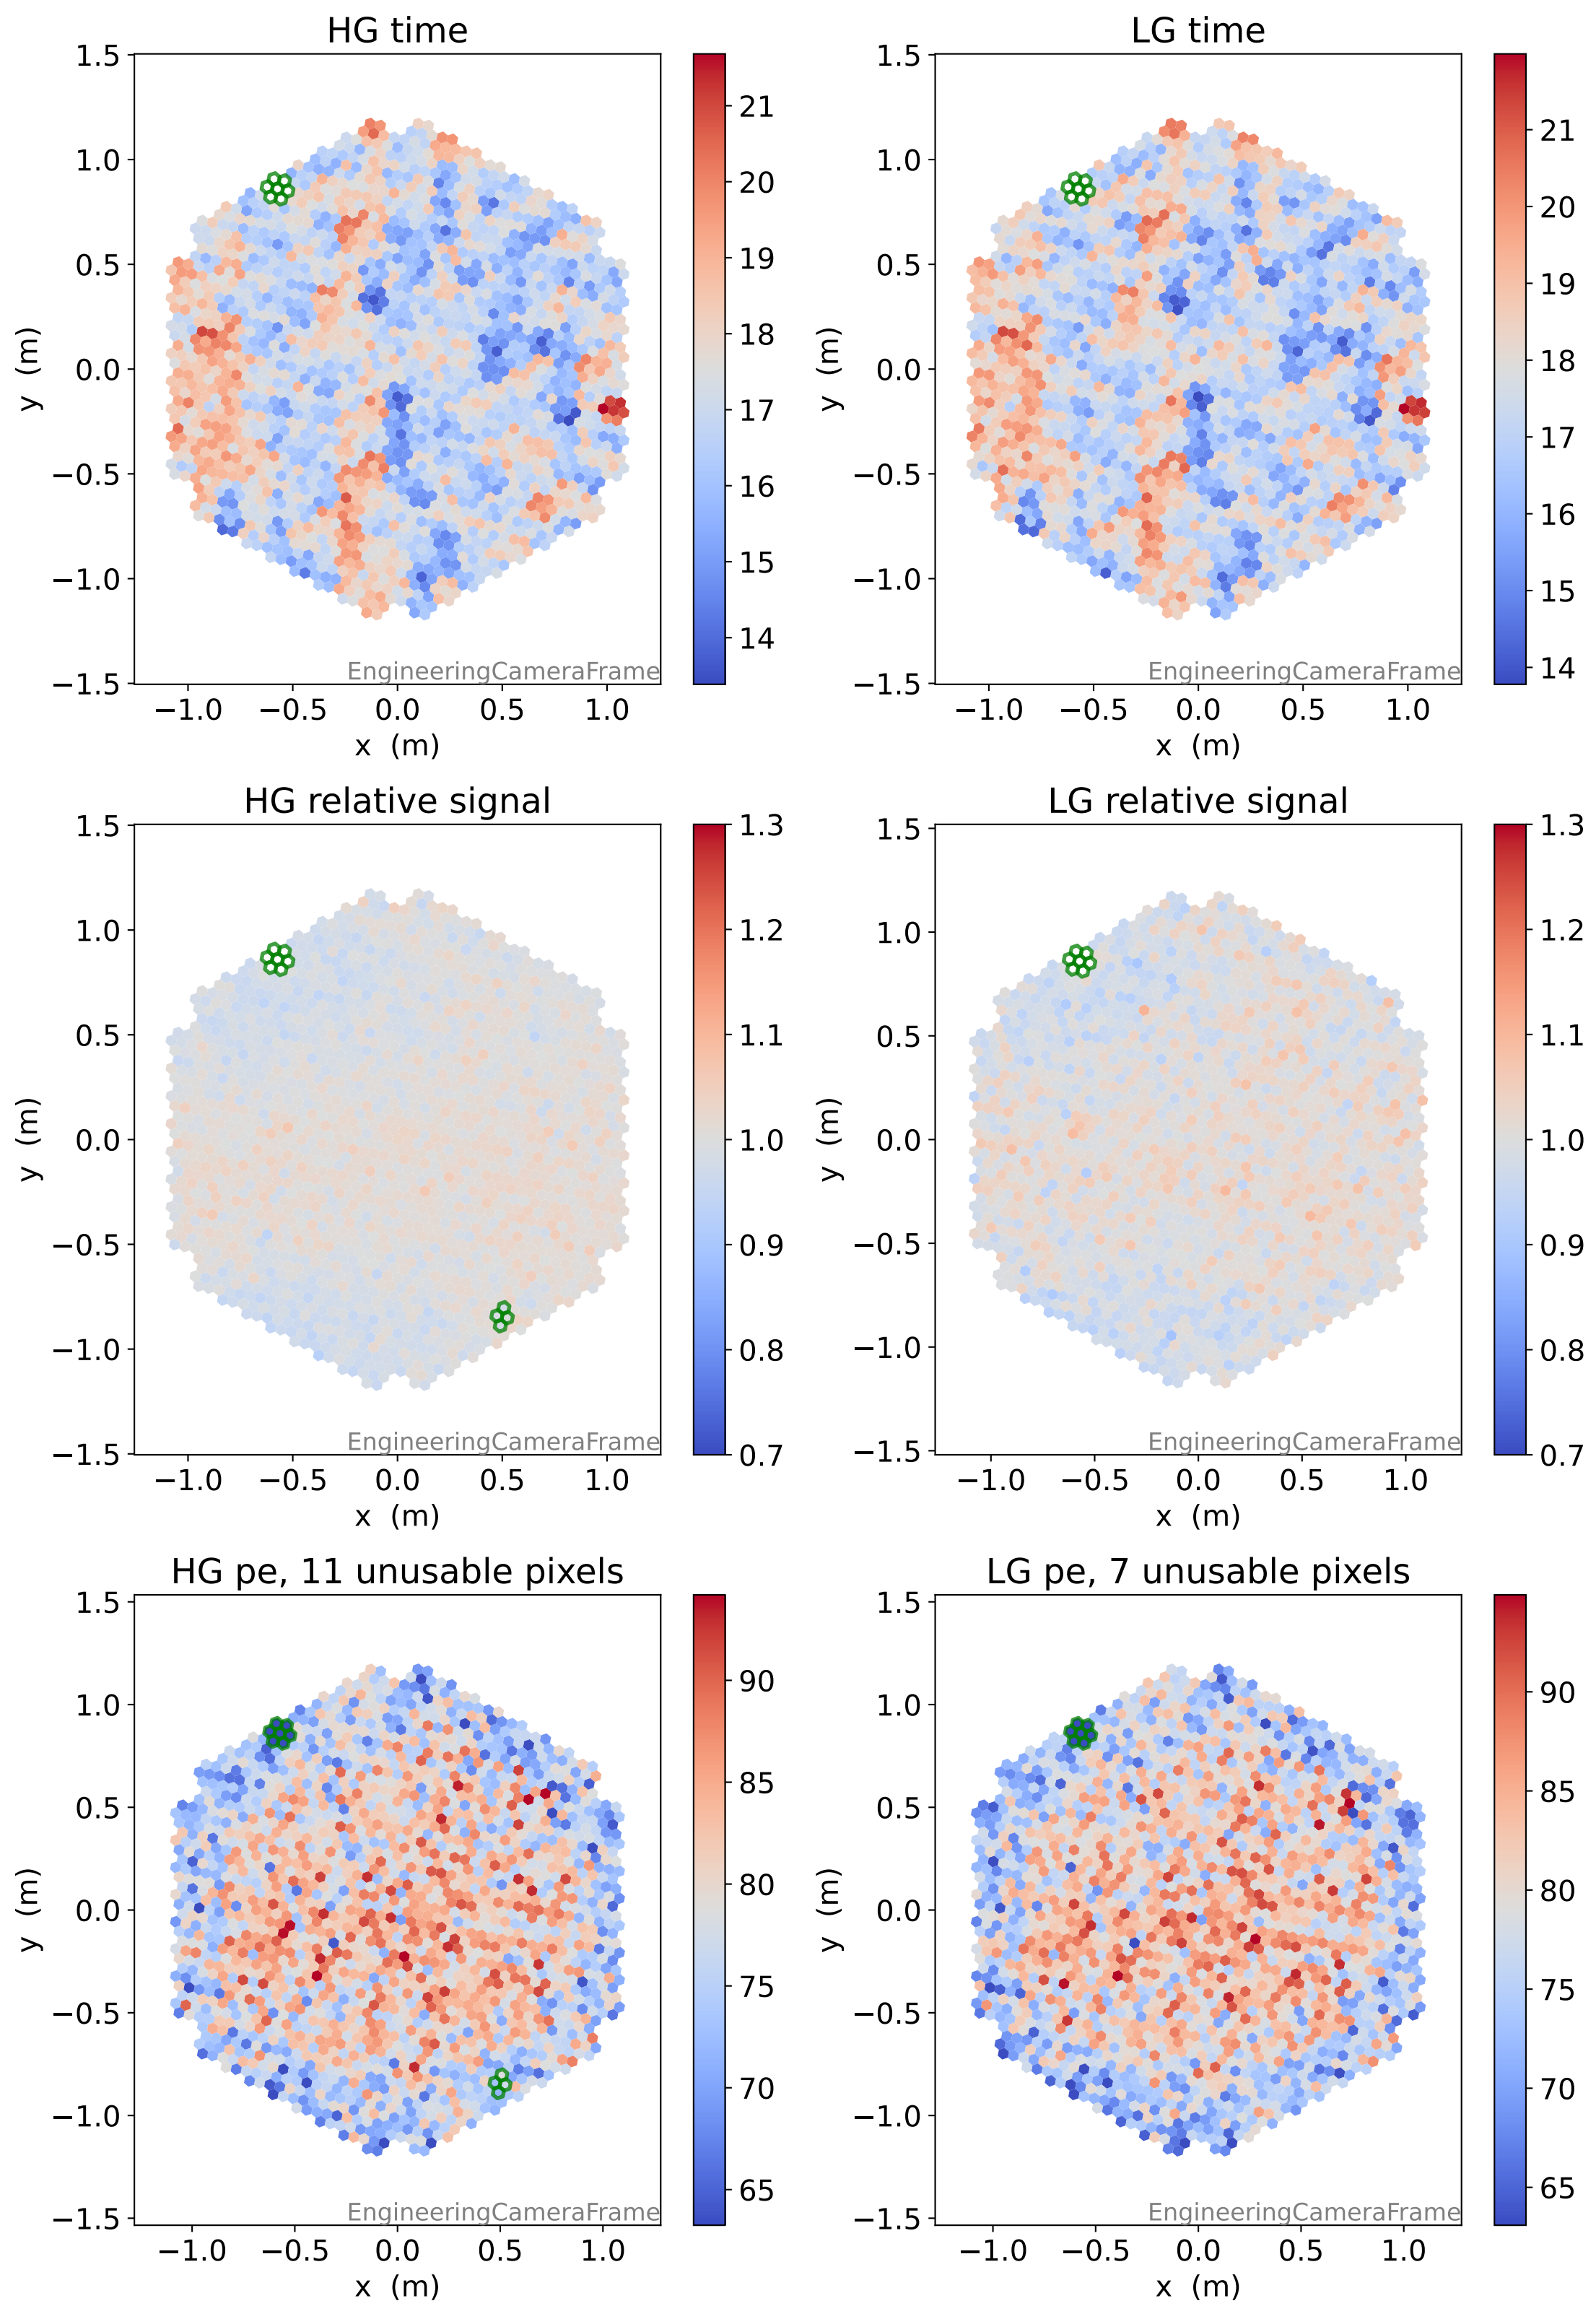 HG time
1.5
1.0
0.5
0.0
−0.5
−1.0
−1.5
y (m)
EngineeringCameraFrame
−1.0 −0.5 0.0 0.5 1.0
x (m)
21
20
19
18
17
16
15
14
LG time
1.5
1.0
0.5
0.0
−0.5
−1.0
−1.5
y (m)
EngineeringCameraFrame
−1.0 −0.5 0.0 0.5 1.0
x (m)
21
20
19
18
17
16
15
14
HG relative signal
1.5
1.0
0.5
0.0
−0.5
−1.0
−1.5
y (m)
EngineeringCameraFrame
−1.0 −0.5 0.0 0.5 1.0
x (m)
1.3
1.2
1.1
1.0
0.9
0.8
0.7
LG relative signal
1.5
1.0
0.5
0.0
−0.5
−1.0
−1.5
y (m)
EngineeringCameraFrame
−1.0 −0.5 0.0 0.5 1.0
x (m)
1.3
1.2
1.1
1.0
0.9
0.8
0.7
HG pe, 11 unusable pixels
1.5
1.0
0.5
0.0
−0.5
−1.0
−1.5
y (m)
EngineeringCameraFrame
−1.0 −0.5 0.0 0.5 1.0
x (m)
90
85
80
75
70
65
LG pe, 7 unusable pixels
1.5
1.0
0.5
0.0
−0.5
−1.0
−1.5
y (m)
EngineeringCameraFrame
−1.0 −0.5 0.0 0.5 1.0
x (m)
90
85
80
75
70
65